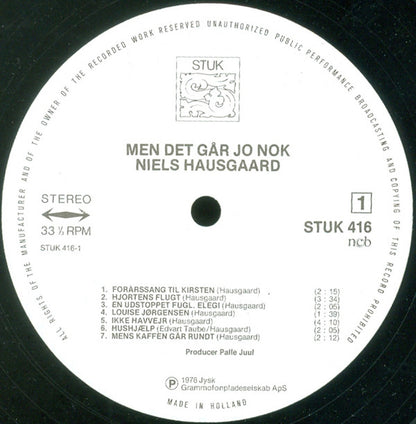 ALL RIGHTS OF THE MANUFACTURER AND OF THE OWNER OF THE RECORDED WORK RESERVED UNAUTHORIZED PUBLIC PERFORMANCE BROADCASTING AND COPYING OF THIS RECORD PROHIBITED
STUK
MEN DET GÅR JO NOK
NIELS HAUSGAARD
STEREO
33 ⅓ RPM
STUK 416-1
1
STUK 416
ncb
1. FORÅRSSANG TIL KIRSTEN (Hausgaard) (2 : 15)
2. HJORTENS FLUGT (Hausgaard) (3 : 34)
3. EN UDSTOPPET FUGL. ELEGI (Hausgaard) (2 : 05)
4. LOUISE JØRGENSEN (Hausgaard) (1 : 39)
5. IKKE HAVVEJR (Hausgaard) (4 : 10)
6. HUSHJÆLP (Edvart Taube/Hausgaard) (2 : 05)
7. MENS KAFFEN GÅR RUNDT (Hausgaard) (2 : 12)
Producer Palle Juul
P 1978 Jysk
Grammofonpladeselskab ApS
MADE IN HOLLAND